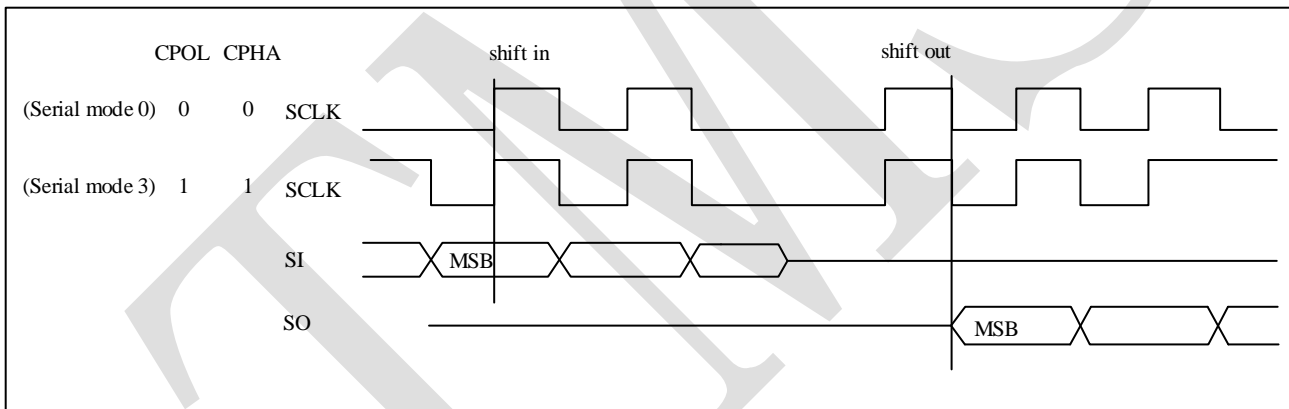 CPOL CPHA shift in shift out
(Serial mode 0) 0 0 SCLK
(Serial mode 3) 1 1 SCLK
SI MSB
SO MSB